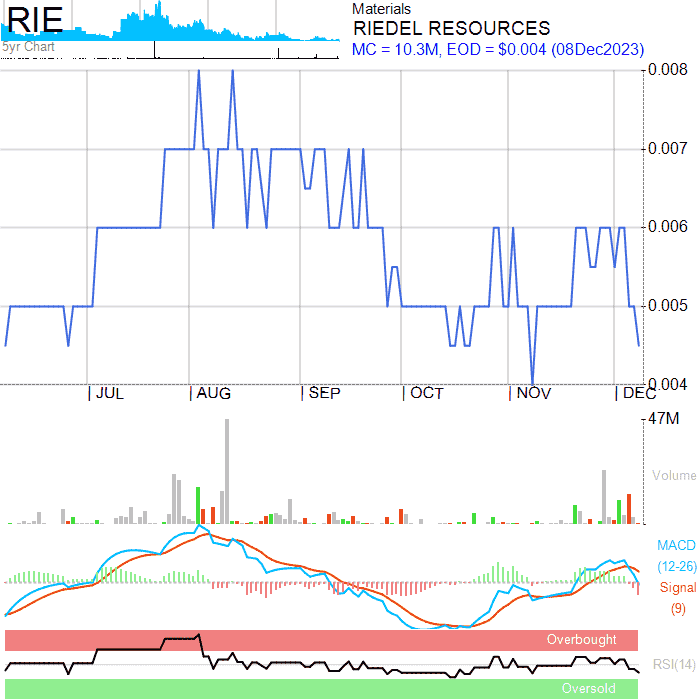 RIE
5yr Chart
Materials
RIEDEL RESOURCES
MC = 10.3M, EOD = $0.004 (08Dec2023)
0.008
0.007
0.006
0.005
0.004
JUL AUG SEP OCT NOV DEC
47M
Volume
MACD
(12-26)
Signal
(9)
Overbought
RSI(14)
Oversold